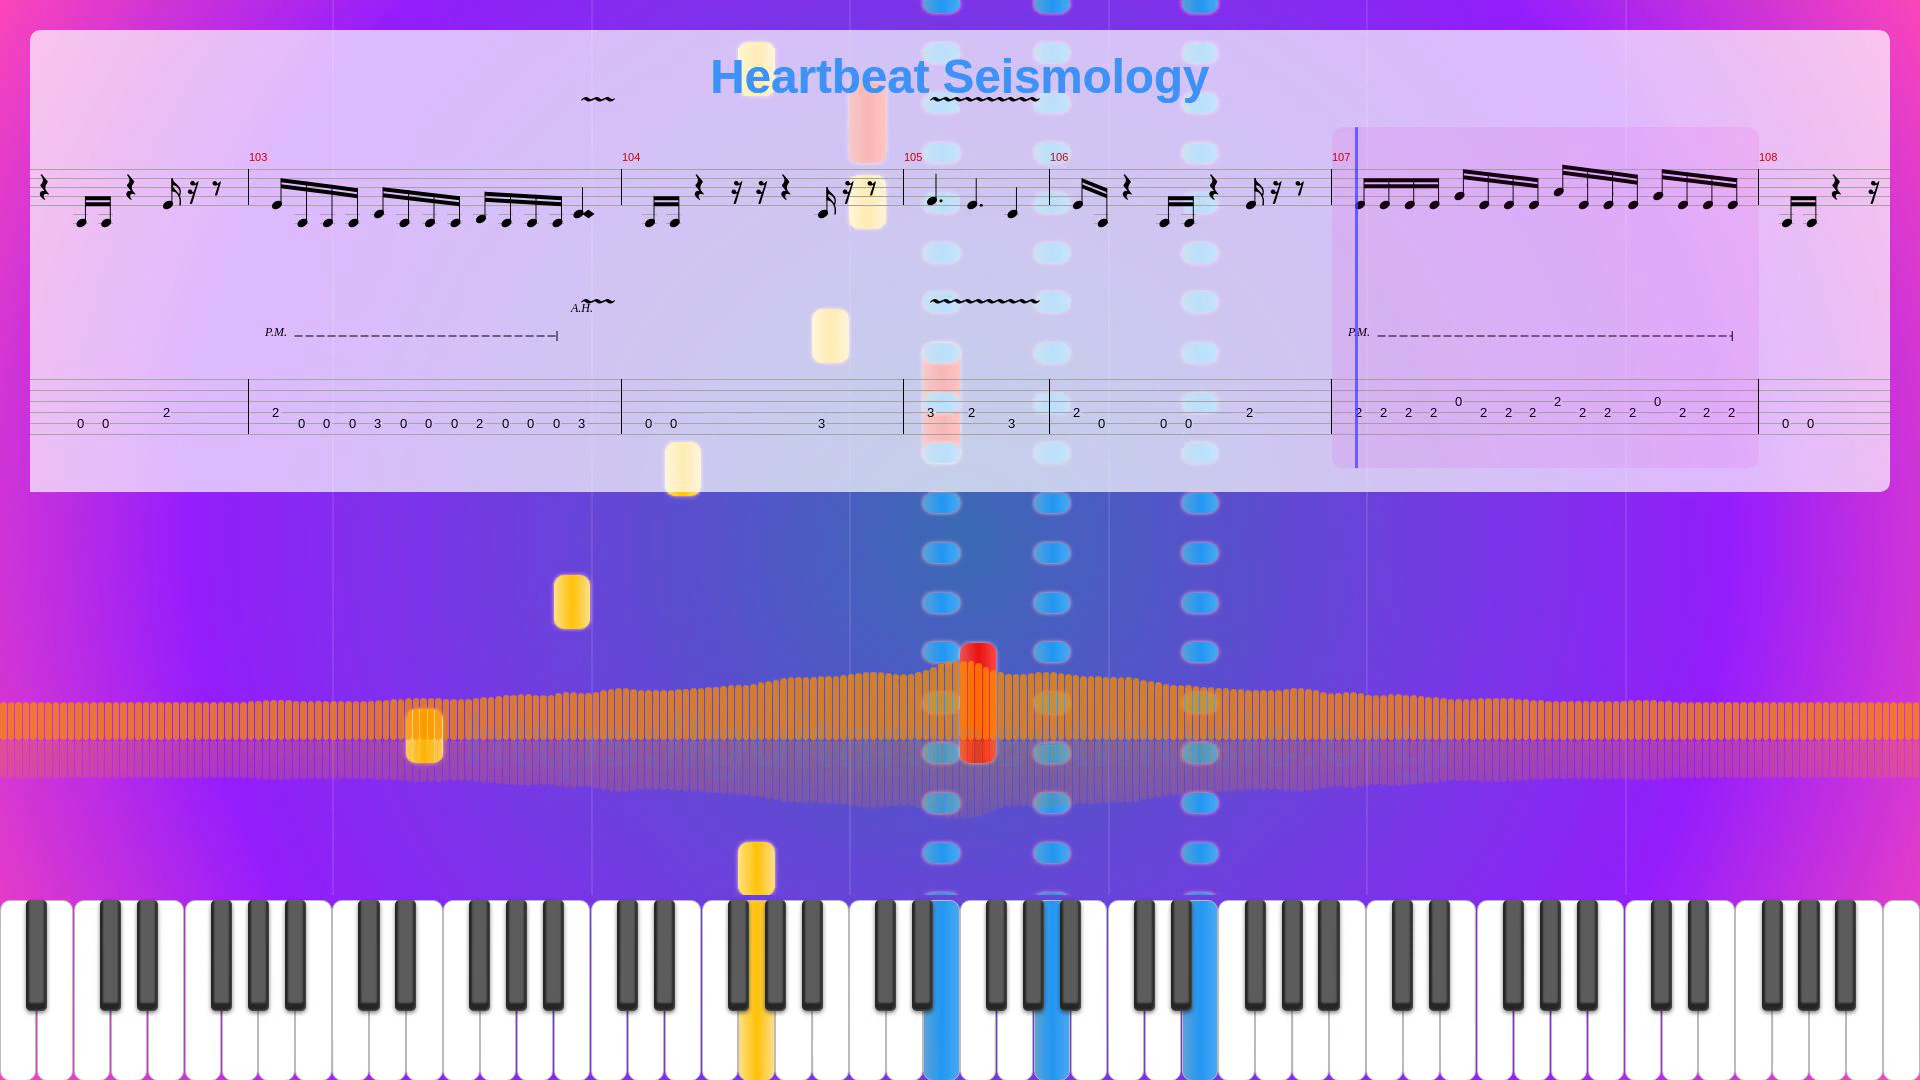 Heartbeat Seismology
103 104 105 106 107 108
A.H.
P.M. P.M.
0 2
2 3 2 2 2 2 2 2 2 2 2 2 2 2 2 2 2 2 2
0 0 0 0 0 3 0 0 0 2 0 0 0 3 0 0 3 3 0 0 0 0 0